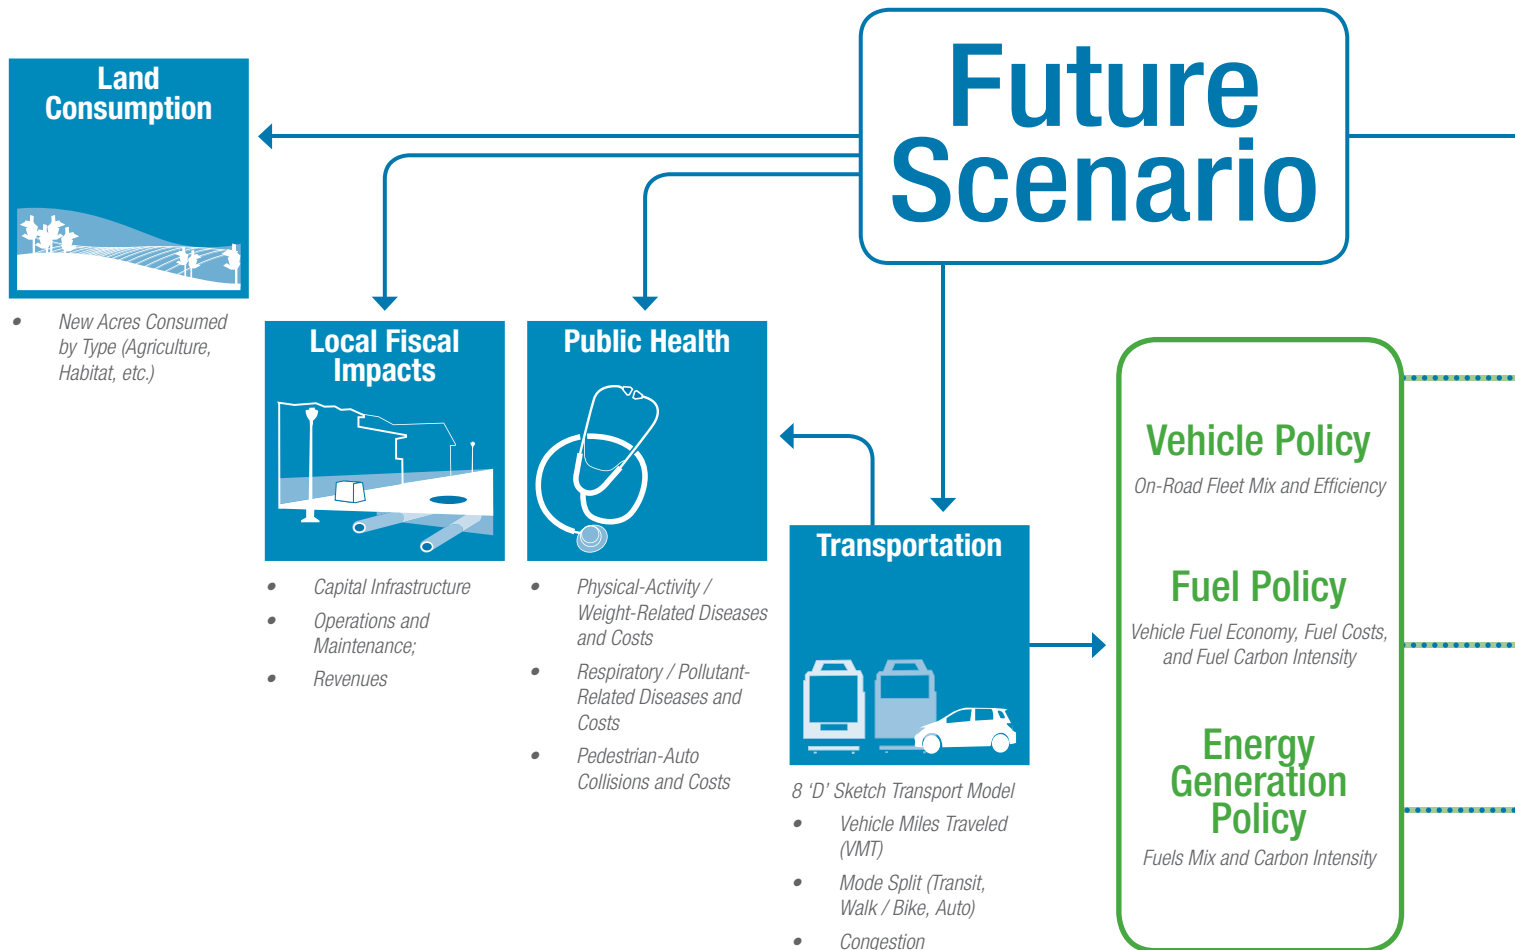 Future
Scenario
Land
Consumption
• New Acres Consumed
by Type (Agriculture,
Habitat, etc.)
Local Fiscal
Impacts
• Capital Infrastructure
• Operations and
Maintenance;
• Revenues
Public Health
• Physical-Activity /
Weight-Related Diseases
and Costs
• Respiratory / Pollutant-
Related Diseases and
Costs
• Pedestrian-Auto
Collisions and Costs
Transportation
8 ‘D’ Sketch Transport Model
• Vehicle Miles Traveled
(VMT)
• Mode Split (Transit,
Walk / Bike, Auto)
• Congestion
Vehicle Policy
On-Road Fleet Mix and Efficiency
Fuel Policy
Vehicle Fuel Economy, Fuel Costs,
and Fuel Carbon Intensity
Energy
Generation
Policy
Fuels Mix and Carbon Intensity